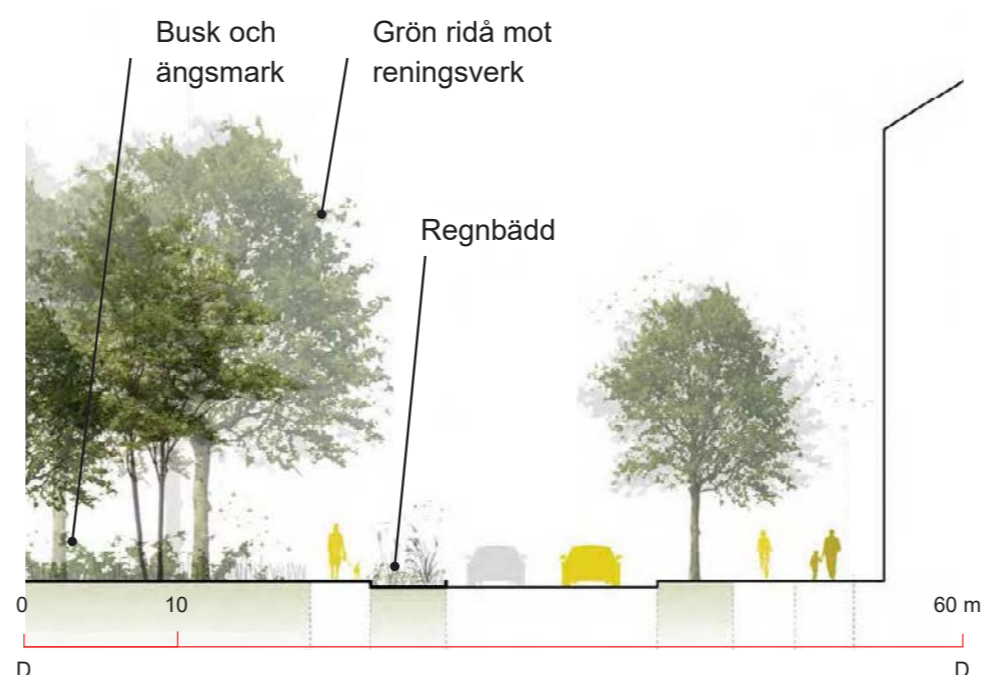 Busk och
ängsmark
Grön ridå mot
reningsverk
Regnbädd
0
10
60 m
D
D